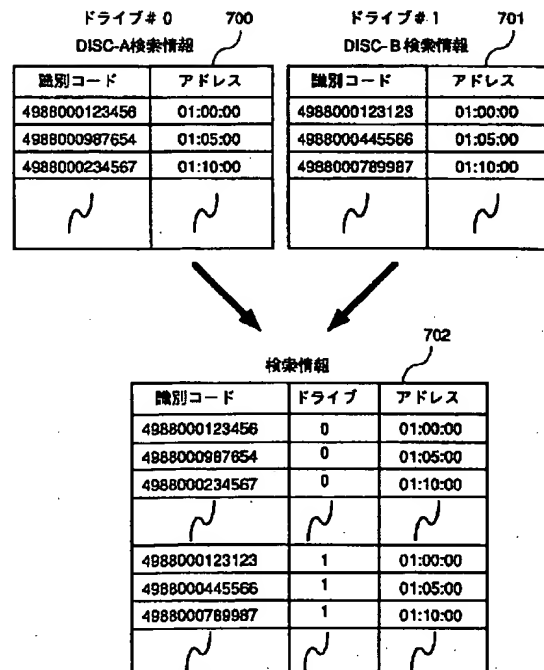 ドライブ# 0 700
DISC-A検索情報
識別コード アドレス
4988000123456 01:00:00
4988000987654 01:05:00
4988000234567 01:10:00
ドライブ# 1 701
DISC-B検索情報
識別コード アドレス
4988000123123 01:00:00
4988000445566 01:05:00
4988000789987 01:10:00
702
検索情報
識別コード ドライブ アドレス
4988000123456 0 01:00:00
4988000987654 0 01:05:00
4988000234567 0 01:10:00
4988000123123 1 01:00:00
4988000445566 1 01:05:00
4988000789987 1 01:10:00